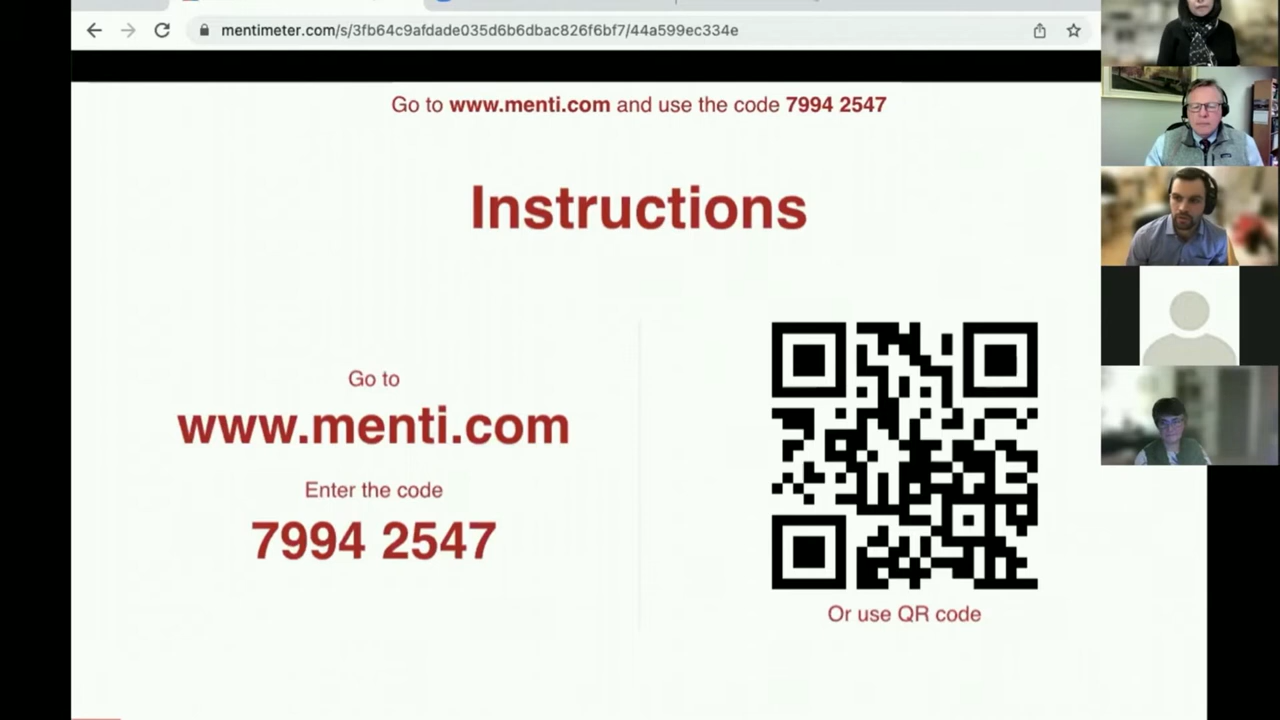 mentimeter.com/s/3fb64c9afdade035d6b6dbac826f6bf7/44a599ec334e
Go to www.menti.com and use the code 7994 2547
Instructions
Go to
www.menti.com
Enter the code
7994 2547
Or use QR code